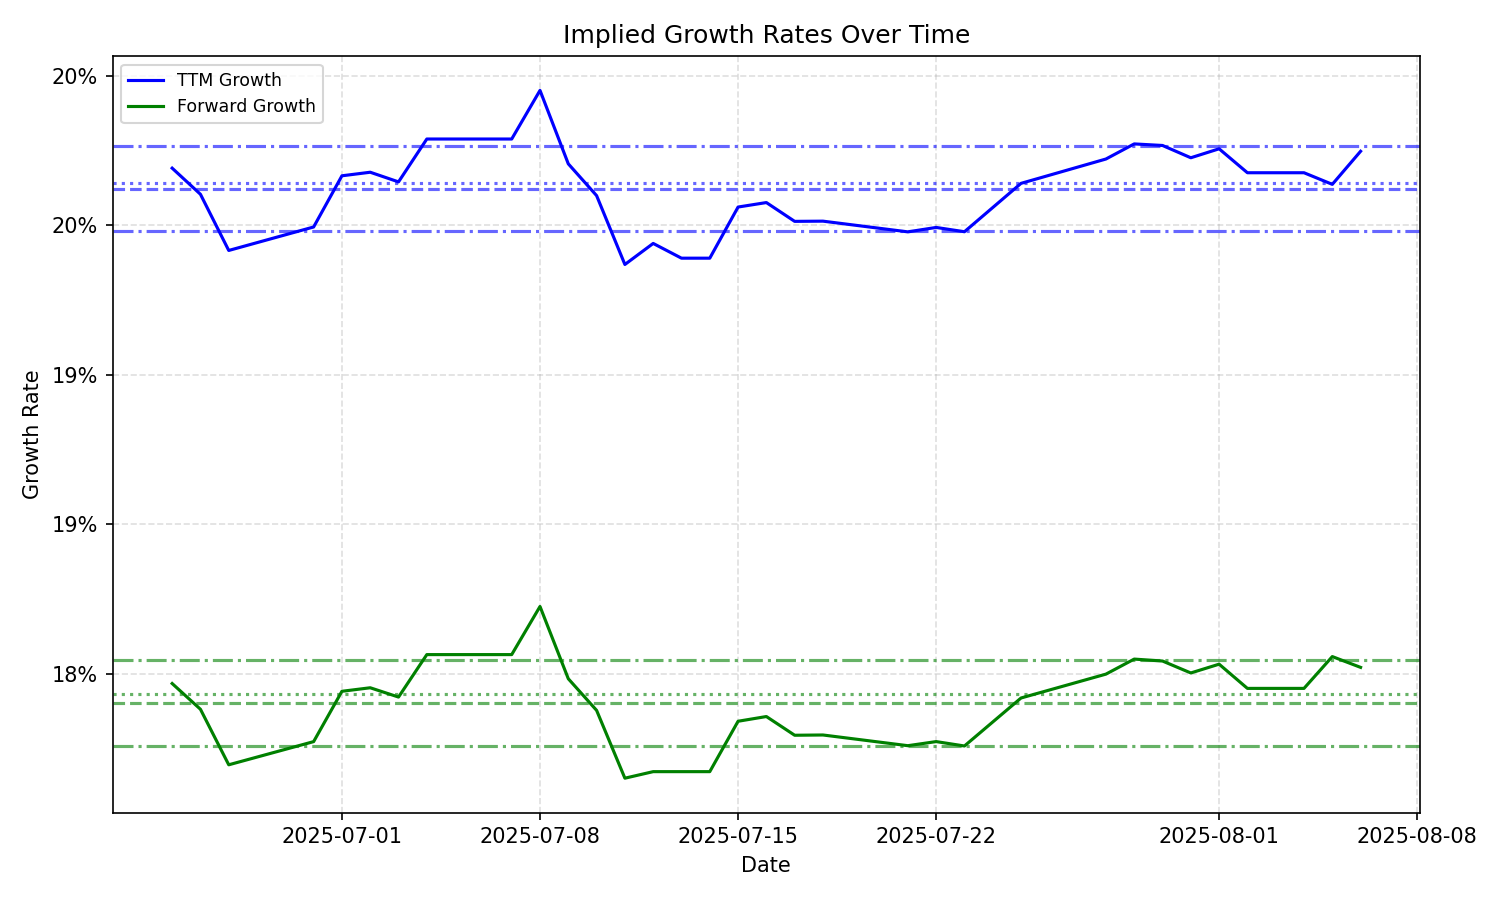 Implied Growth Rates Over Time
TTM Growth
Forward Growth
20%
20%
19%
19%
18%
Growth Rate
2025-07-01
2025-07-08
2025-07-15
2025-07-22
2025-08-01
2025-08-08
Date